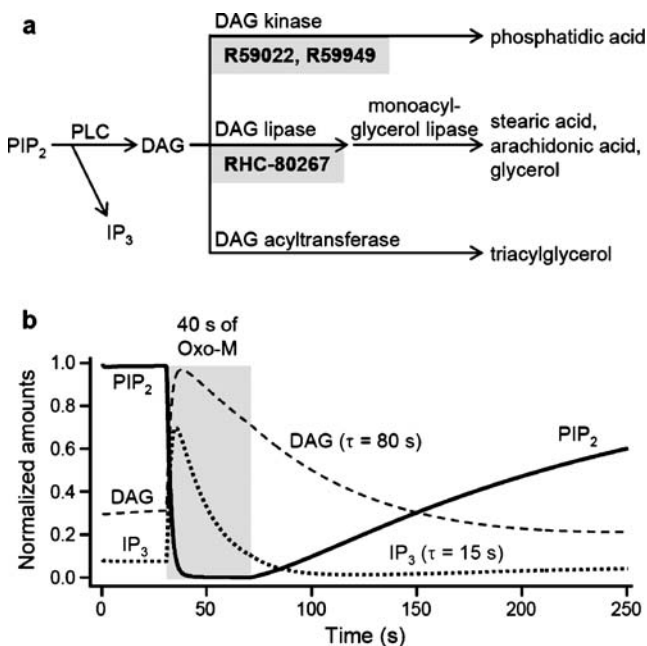 a
DAG kinase
R59022, R59949
phosphatidic acid
PIP₂
PLC
DAG
DAG lipase
RHC-80267
monoacyl-
glycerol lipase
stearic acid,
arachidonic acid,
glycerol
IP₃
DAG acyltransferase
triacylglycerol
b
40 s of
Oxo-M
Normalized amounts
1.0
0.8
0.6
0.4
0.2
0.0
PIP₂
DAG
IP₃
DAG (τ = 80 s)
PIP₂
IP₃ (τ = 15 s)
0
50
100
150
200
250
Time (s)